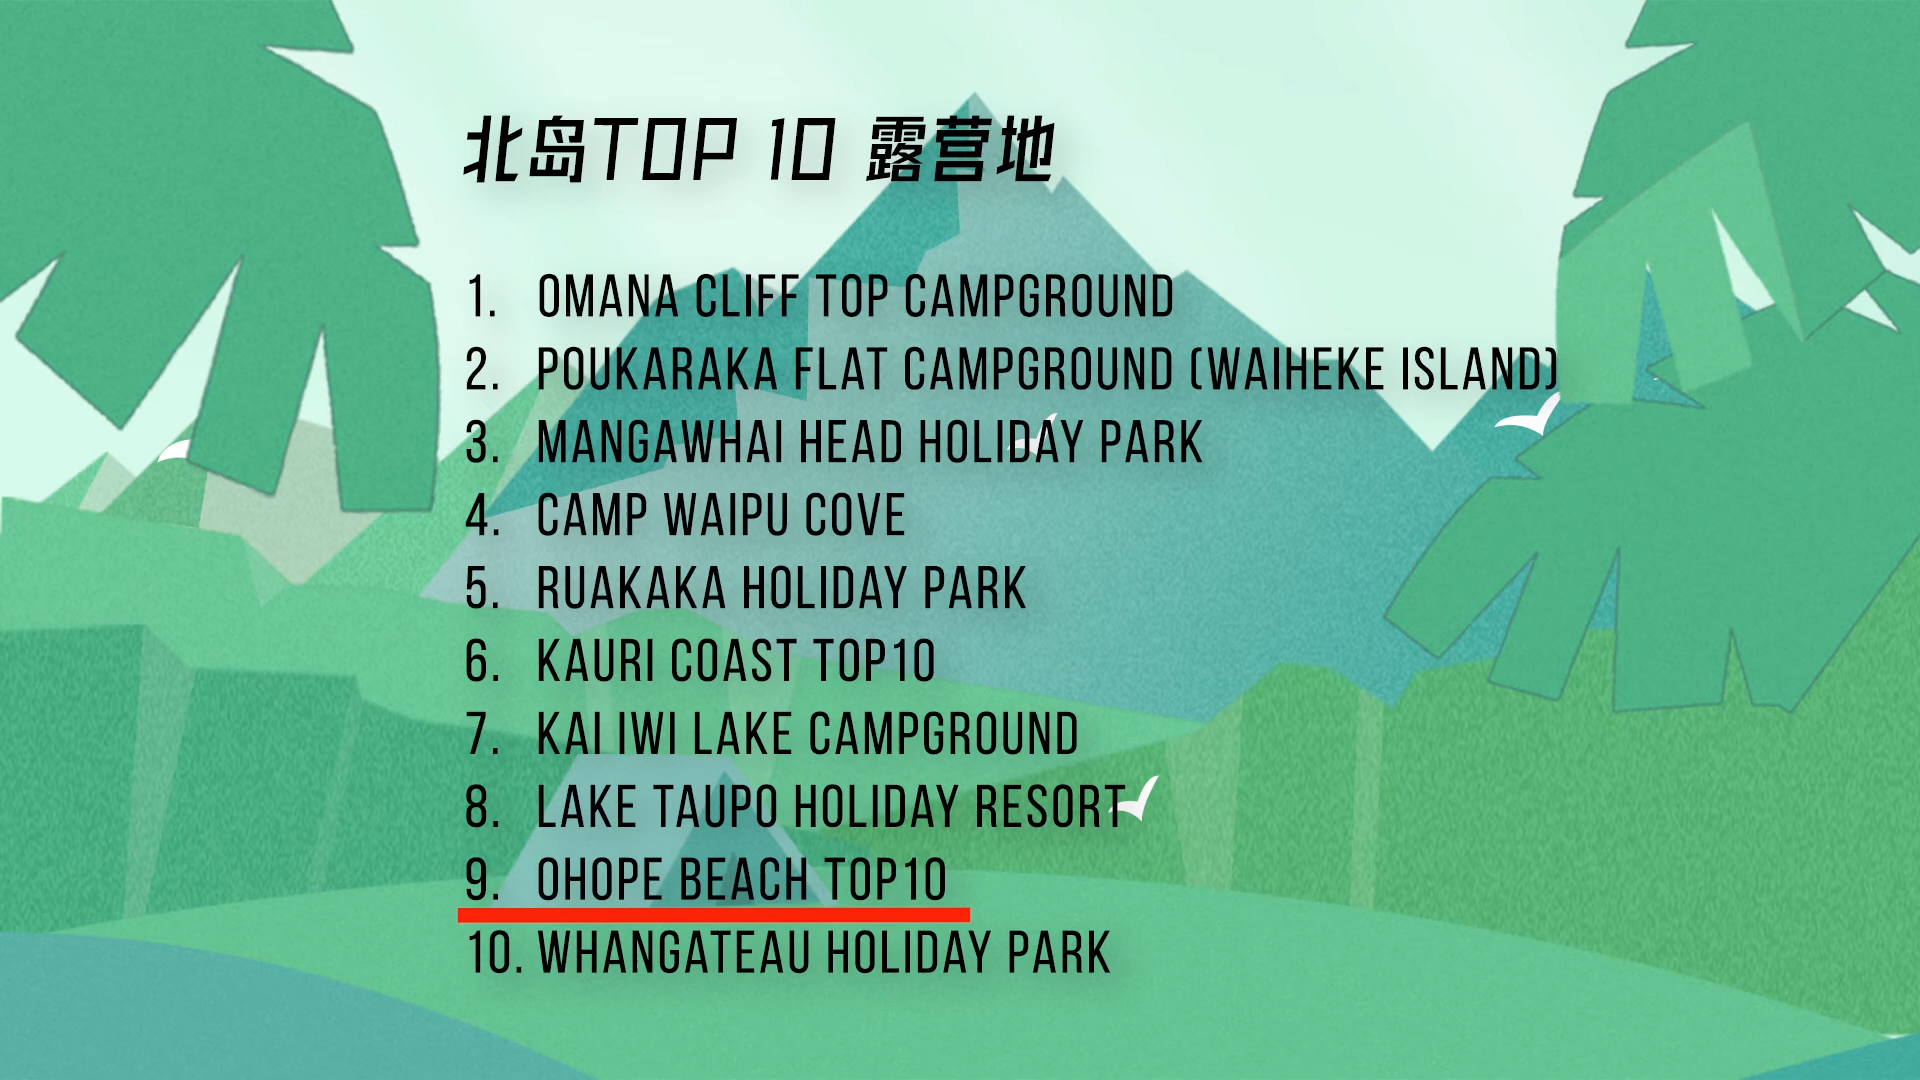 北岛TOP 10 露营地
1. OMANA CLIFF TOP CAMPGROUND
2. POUKARAKA FLAT CAMPGROUND (WAIHEKE ISLAND)
3. MANGAWHAI HEAD HOLIDAY PARK
4. CAMP WAIPU COVE
5. RUAKAKA HOLIDAY PARK
6. KAURI COAST TOP10
7. KAI IWI LAKE CAMPGROUND
8. LAKE TAUPO HOLIDAY RESORT
9. OHOPE BEACH TOP10
10. WHANGATEAU HOLIDAY PARK